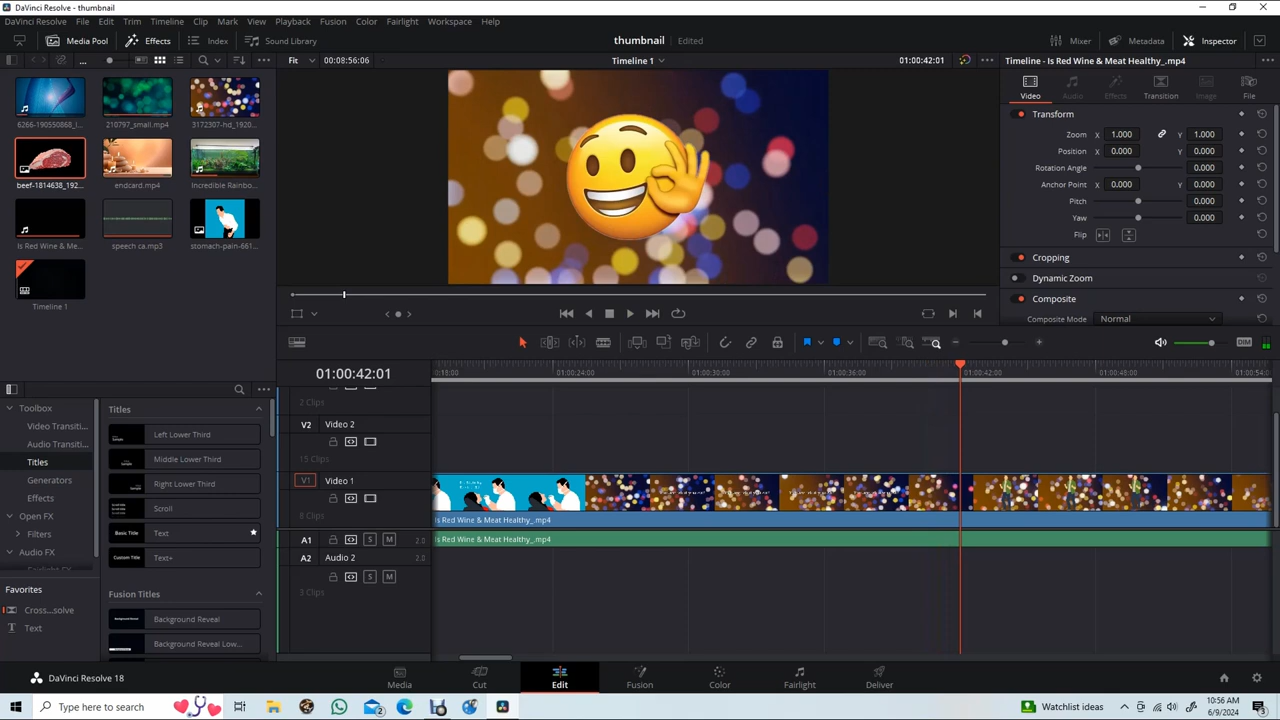 DaVinci Resolve - thumbnail
DaVinci Resolve File Edit Trim Timeline Clip Mark View Playback Fusion Color Fairlight Workspace Help
Media Pool Effects Index Sound Library thumbnail Edited Mixer Metadata Inspector
... Fit 00:08:56:06 Timeline 1 01:00:42:01 Timeline - Is Red Wine & Meat Healthy_.mp4
Video Audio Effects Transition Image File
6266-190550868_l... 210797_small.mp4 3172307-hd_1920...
Transform
Zoom X 1.000 Y 1.000
Position X 0.000 Y 0.000
Rotation Angle 0.000
beef-1814638_192... endcard.mp4 Incredible Rainbo...
Anchor Point X 0.000 Y 0.000
Pitch 0.000
Yaw 0.000
Flip
Is Red Wine & Me... speech ca.mp3 stomach-pain-661...
Cropping
Dynamic Zoom
Composite
Composite Mode Normal
Timeline 1
DIM
01:00:42:01
0:18:00 01:00:24:00 01:00:30:00 01:00:36:00 01:00:42:00 01:00:48:00 01:00:54:0
2 Clips
Toolbox
Video Transiti...
Audio Transiti...
Titles
Generators
Effects
Open FX
Filters
Audio FX
Favorites
Cross...solve
Text
Titles
Left Lower Third
Middle Lower Third
Right Lower Third
Scroll
Basic Title Text
Custom Title Text+
Fusion Titles
Background Reveal
Background Reveal Low...
V2 Video 2
15 Clips
V1 Video 1
8 Clips
Is Red Wine & Meat Healthy_.mp4
A1 S M 2.0
Is Red Wine & Meat Healthy_.mp4
A2 Audio 2 2.0
S M
3 Clips
DaVinci Resolve 18
Media Cut Edit Fusion Color Fairlight Deliver
Type here to search
Watchlist ideas
10:56 AM
6/9/2024